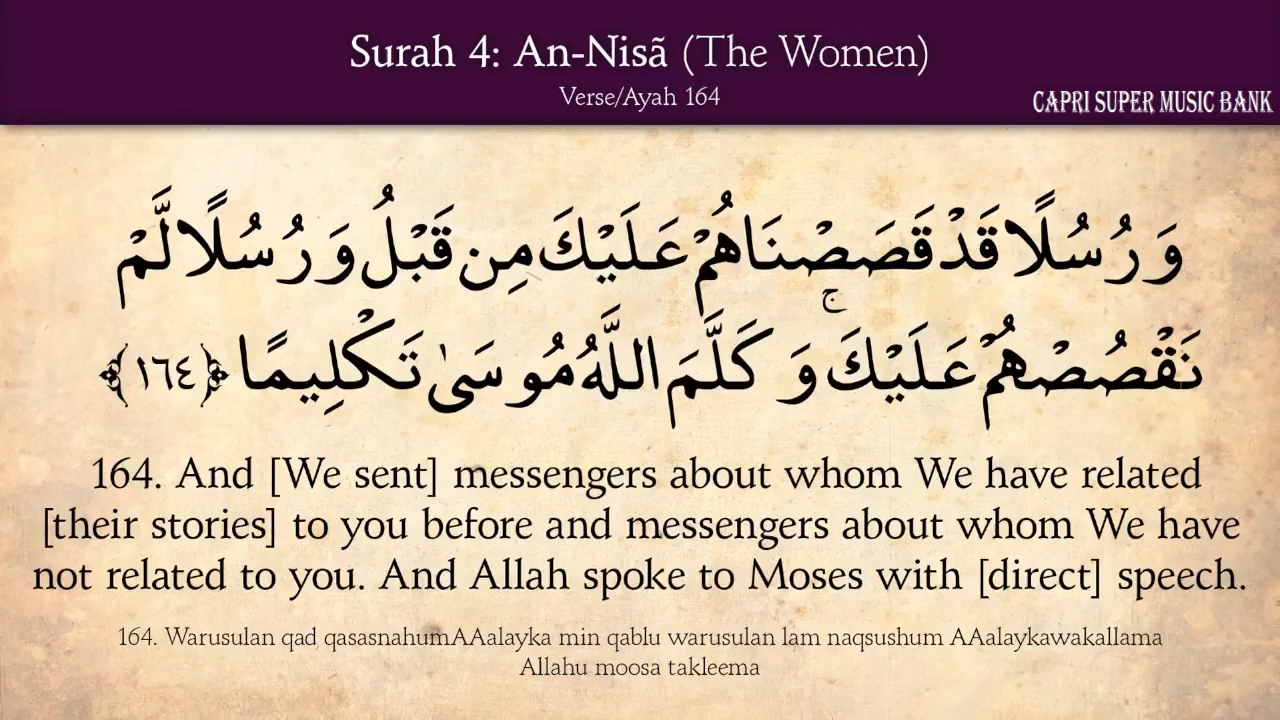 Surah 4: An-Nisã (The Women)
Verse/Ayah 164
CAPRI SUPER MUSIC BANK
وَرُسُلًا قَدْ قَصَصْنَاهُمْ عَلَيْكَ مِن قَبْلُ وَرُسُلًا لَّمْ
نَقْصُصْهُمْ عَلَيْكَ ۚ وَكَلَّمَ اللَّهُ مُوسَىٰ تَكْلِيمًا ﴿١٦٤﴾
164. And [We sent] messengers about whom We have related
[their stories] to you before and messengers about whom We have
not related to you. And Allah spoke to Moses with [direct] speech.
164. Warusulan qad qasasnahumAAalayka min qablu warusulan lam naqsushum AAalaykawakallama
Allahu moosa takleema